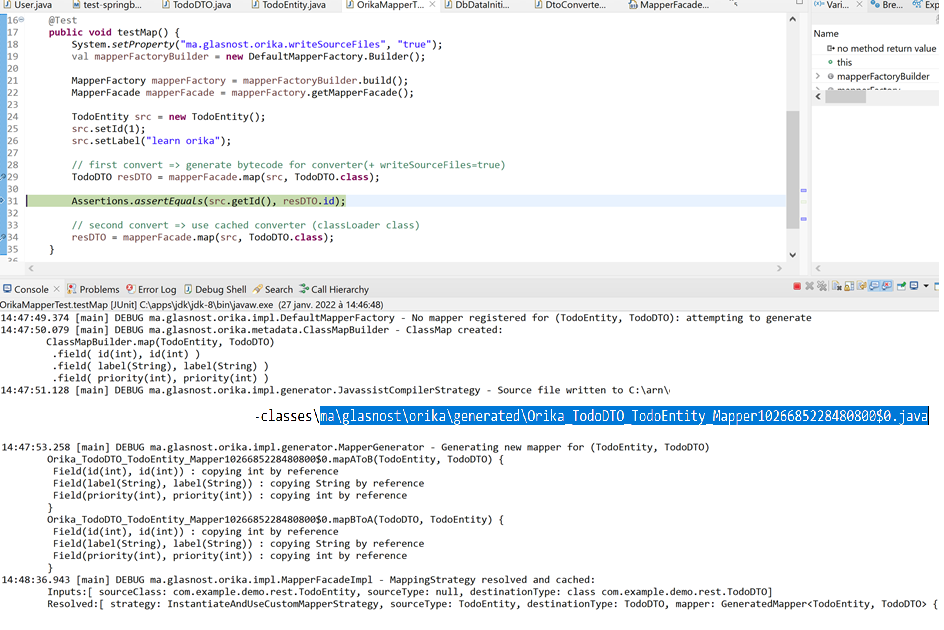 User.java test-springb... TodoDTO.java TodoEntity.java OrikaMapperT... DbDataIniti... DtoConverte... MapperFacade...
16 @Test
17 public void testMap() {
18 System.setProperty("ma.glasnost.orika.writeSourceFiles", "true");
19 val mapperFactoryBuilder = new DefaultMapperFactory.Builder();
20
21 MapperFactory mapperFactory = mapperFactoryBuilder.build();
22 MapperFacade mapperFacade = mapperFactory.getMapperFacade();
23
24 TodoEntity src = new TodoEntity();
25 src.setId(1);
26 src.setLabel("learn orika");
27
28 // first convert => generate bytecode for converter(+ writeSourceFiles=true)
29 TodoDTO resDTO = mapperFacade.map(src, TodoDTO.class);
30
31 Assertions.assertEquals(src.getId(), resDTO.id);
32
33 // second convert => use cached converter (classLoader class)
34 resDTO = mapperFacade.map(src, TodoDTO.class);
35 }
36
Vari... Bre... Exp
Name
no method return value
this
mapperFactoryBuilder
mapperFactory
Console Problems Error Log Debug Shell Search Call Hierarchy
OrikaMapperTest.testMap [JUnit] C:\apps\jdk\jdk-8\bin\javaw.exe (27 janv. 2022 à 14:46:48)
14:47:49.374 [main] DEBUG ma.glasnost.orika.impl.DefaultMapperFactory - No mapper registered for (TodoEntity, TodoDTO): attempting to generate
14:47:50.079 [main] DEBUG ma.glasnost.orika.metadata.ClassMapBuilder - ClassMap created:
ClassMapBuilder.map(TodoEntity, TodoDTO)
.field( id(int), id(int) )
.field( label(String), label(String) )
.field( priority(int), priority(int) )
14:47:51.128 [main] DEBUG ma.glasnost.orika.impl.generator.JavassistCompilerStrategy - Source file written to C:\arn\
-classes\ma\glasnost\orika\generated\Orika_TodoDTO_TodoEntity_Mapper1026685228480800$0.java
14:47:53.258 [main] DEBUG ma.glasnost.orika.impl.generator.MapperGenerator - Generating new mapper for (TodoEntity, TodoDTO)
Orika_TodoDTO_TodoEntity_Mapper1026685228480800$0.mapAToB(TodoEntity, TodoDTO) {
Field(id(int), id(int)) : copying int by reference
Field(label(String), label(String)) : copying String by reference
Field(priority(int), priority(int)) : copying int by reference
}
Orika_TodoDTO_TodoEntity_Mapper1026685228480800$0.mapBToA(TodoDTO, TodoEntity) {
Field(id(int), id(int)) : copying int by reference
Field(label(String), label(String)) : copying String by reference
Field(priority(int), priority(int)) : copying int by reference
}
14:48:36.943 [main] DEBUG ma.glasnost.orika.impl.MapperFacadeImpl - MappingStrategy resolved and cached:
Inputs:[ sourceClass: com.example.demo.rest.TodoEntity, sourceType: null, destinationType: class com.example.demo.rest.TodoDTO]
Resolved:[ strategy: InstantiateAndUseCustomMapperStrategy, sourceType: TodoEntity, destinationType: TodoDTO, mapper: GeneratedMapper<TodoEntity, TodoDTO> {